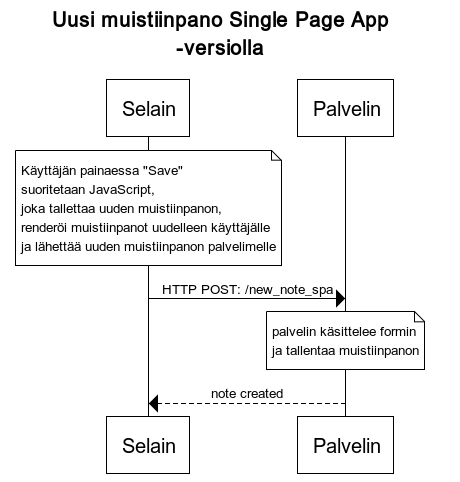 Uusi muistiinpano Single Page App
-versiolla
Selain
Palvelin
Käyttäjän painaessa "Save"
suoritetaan JavaScript,
joka tallettaa uuden muistiinpanon,
renderöi muistiinpanot uudelleen käyttäjälle
ja lähettää uuden muistiinpanon palvelimelle
HTTP POST: /new_note_spa
palvelin käsittelee formin
ja tallentaa muistiinpanon
note created
Selain
Palvelin